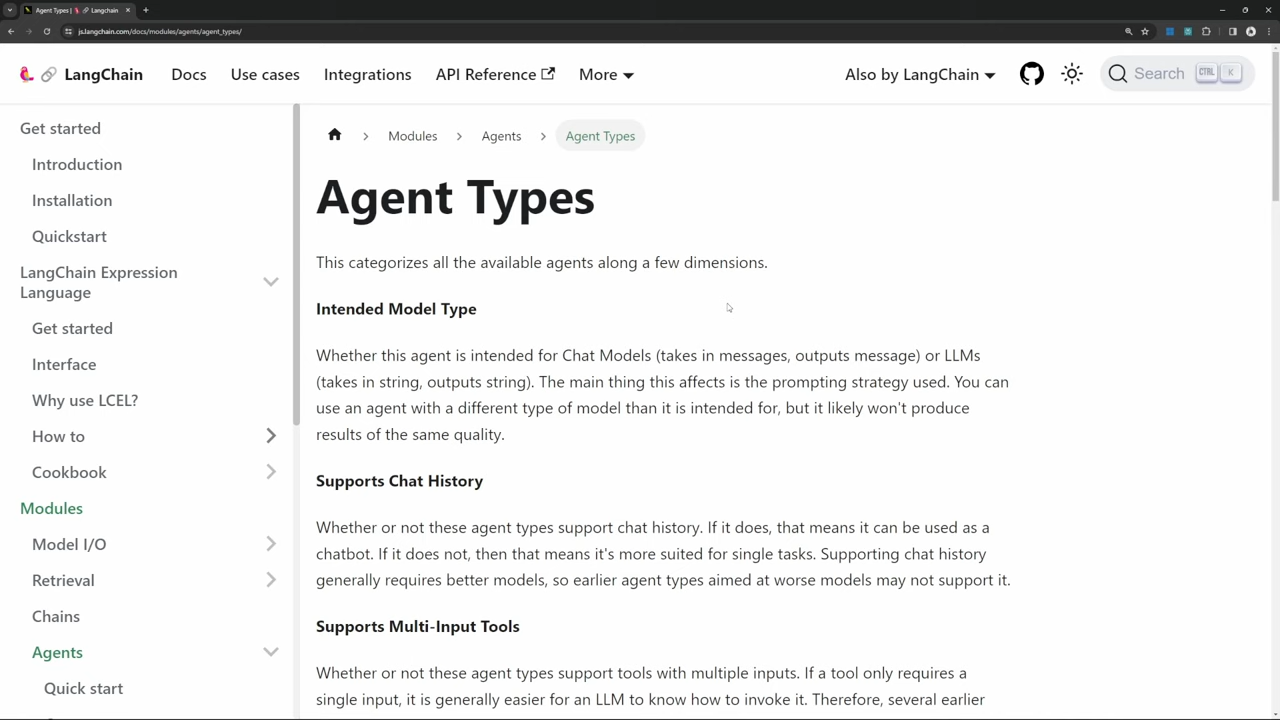 Agent Types | 🦜️🔗 Langchain
js.langchain.com/docs/modules/agents/agent_types/
LangChain
Docs
Use cases
Integrations
API Reference
More
Also by LangChain
Search
CTRL
K
Get started
Introduction
Installation
Quickstart
LangChain Expression
Language
Get started
Interface
Why use LCEL?
How to
Cookbook
Modules
Model I/O
Retrieval
Chains
Agents
Quick start
Modules
Agents
Agent Types
Agent Types
This categorizes all the available agents along a few dimensions.
Intended Model Type
Whether this agent is intended for Chat Models (takes in messages, outputs message) or LLMs
(takes in string, outputs string). The main thing this affects is the prompting strategy used. You can
use an agent with a different type of model than it is intended for, but it likely won't produce
results of the same quality.
Supports Chat History
Whether or not these agent types support chat history. If it does, that means it can be used as a
chatbot. If it does not, then that means it's more suited for single tasks. Supporting chat history
generally requires better models, so earlier agent types aimed at worse models may not support it.
Supports Multi-Input Tools
Whether or not these agent types support tools with multiple inputs. If a tool only requires a
single input, it is generally easier for an LLM to know how to invoke it. Therefore, several earlier